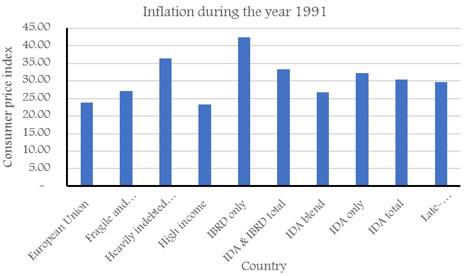 Inflation during the year 1991
Consumer price index
45.00
40.00
35.00
30.00
25.00
20.00
15.00
10.00
5.00
-
European Union
Fragile and...
Heavily indebted...
High income
IBRD only
IDA & IBRD total
IDA blend
IDA only
IDA total
Late-...
Country